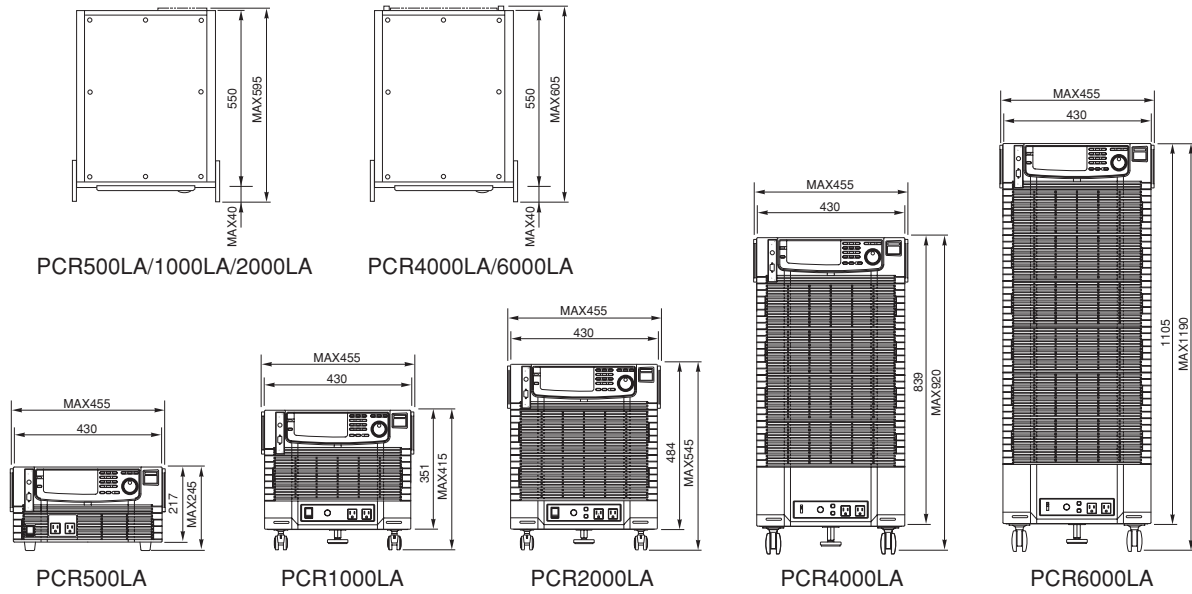 550
MAX595
MAX40
PCR500LA/1000LA/2000LA
550
MAX605
MAX40
PCR4000LA/6000LA
MAX455
430
217
MAX245
PCR500LA
MAX455
430
351
MAX415
PCR1000LA
MAX455
430
484
MAX545
PCR2000LA
MAX455
430
839
MAX920
PCR4000LA
MAX455
430
1105
MAX1190
PCR6000LA